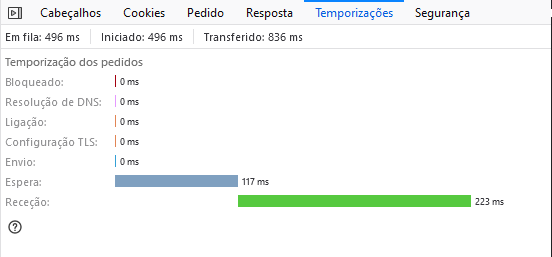 Cabeçalhos Cookies Pedido Resposta Temporizações Segurança
Em fila: 496 ms Iniciado: 496 ms Transferido: 836 ms
Temporização dos pedidos
Bloqueado: 0 ms
Resolução de DNS: 0 ms
Ligação: 0 ms
Configuração TLS: 0 ms
Envio: 0 ms
Espera: 117 ms
Receção: 223 ms